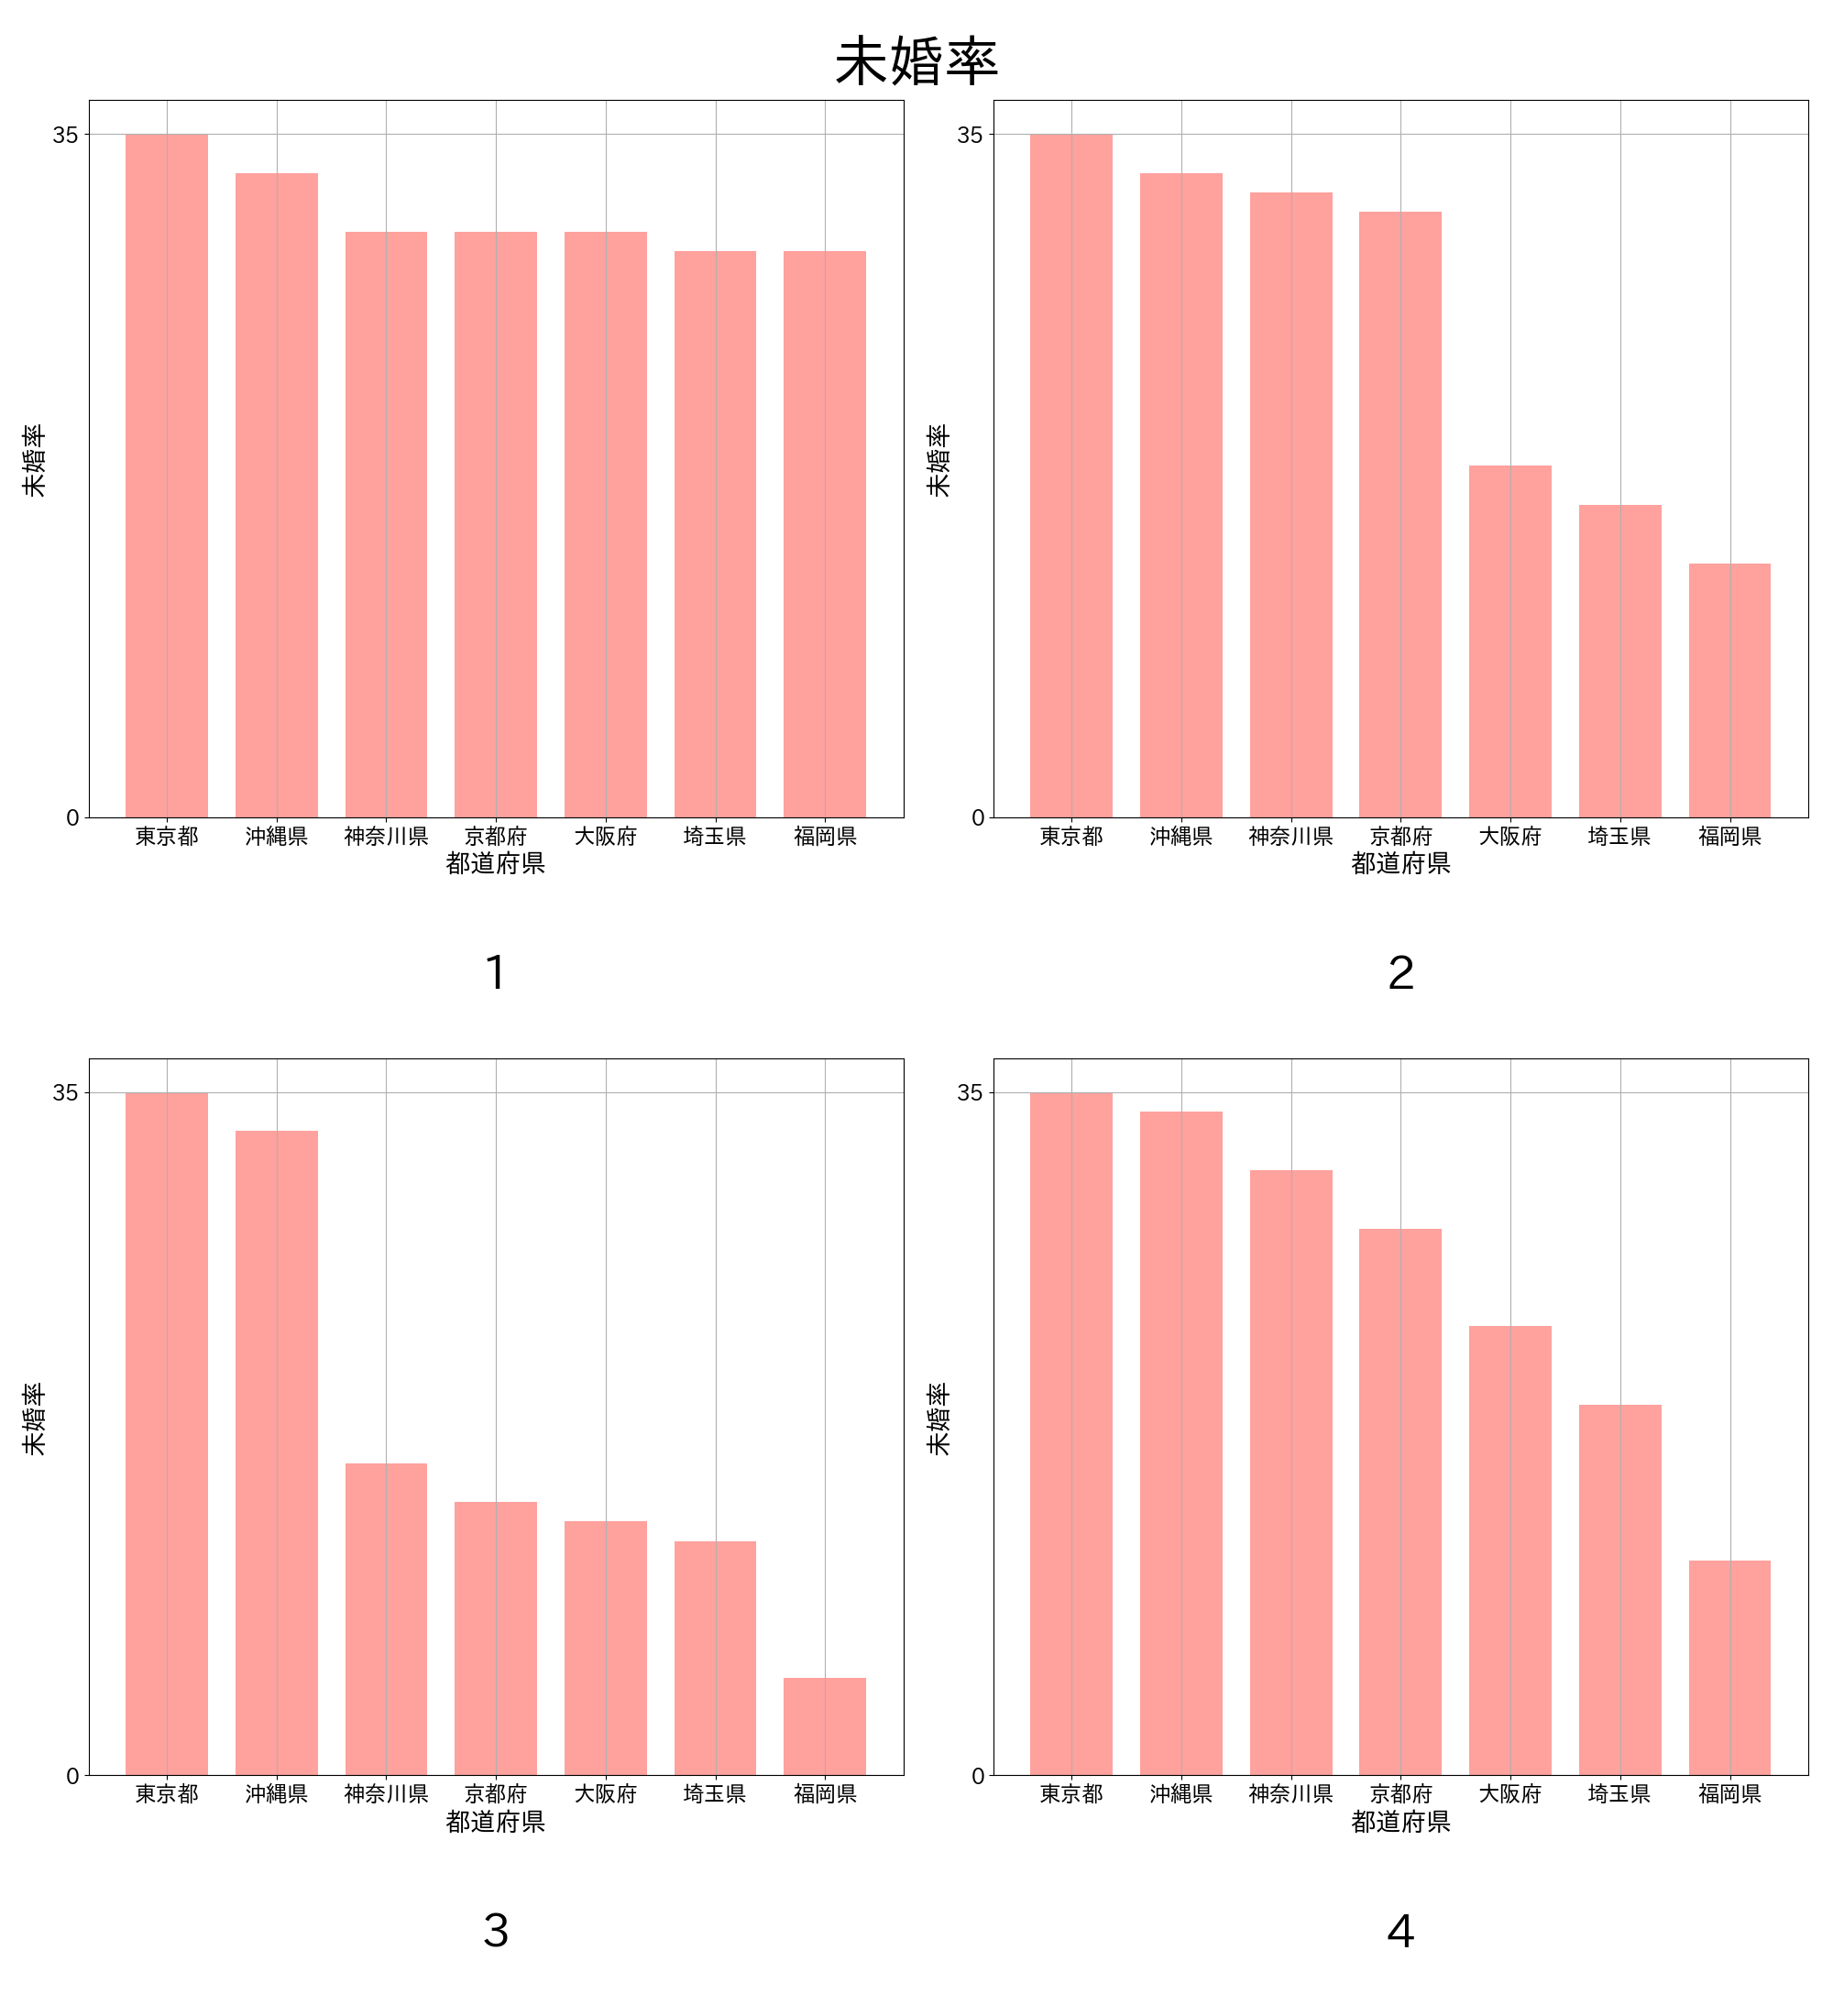 未婚率
35
0
未婚率
東京都 沖縄県 神奈川県 京都府 大阪府 埼玉県 福岡県
都道府県
1
35
0
未婚率
東京都 沖縄県 神奈川県 京都府 大阪府 埼玉県 福岡県
都道府県
2
35
0
未婚率
東京都 沖縄県 神奈川県 京都府 大阪府 埼玉県 福岡県
都道府県
3
35
0
未婚率
東京都 沖縄県 神奈川県 京都府 大阪府 埼玉県 福岡県
都道府県
4